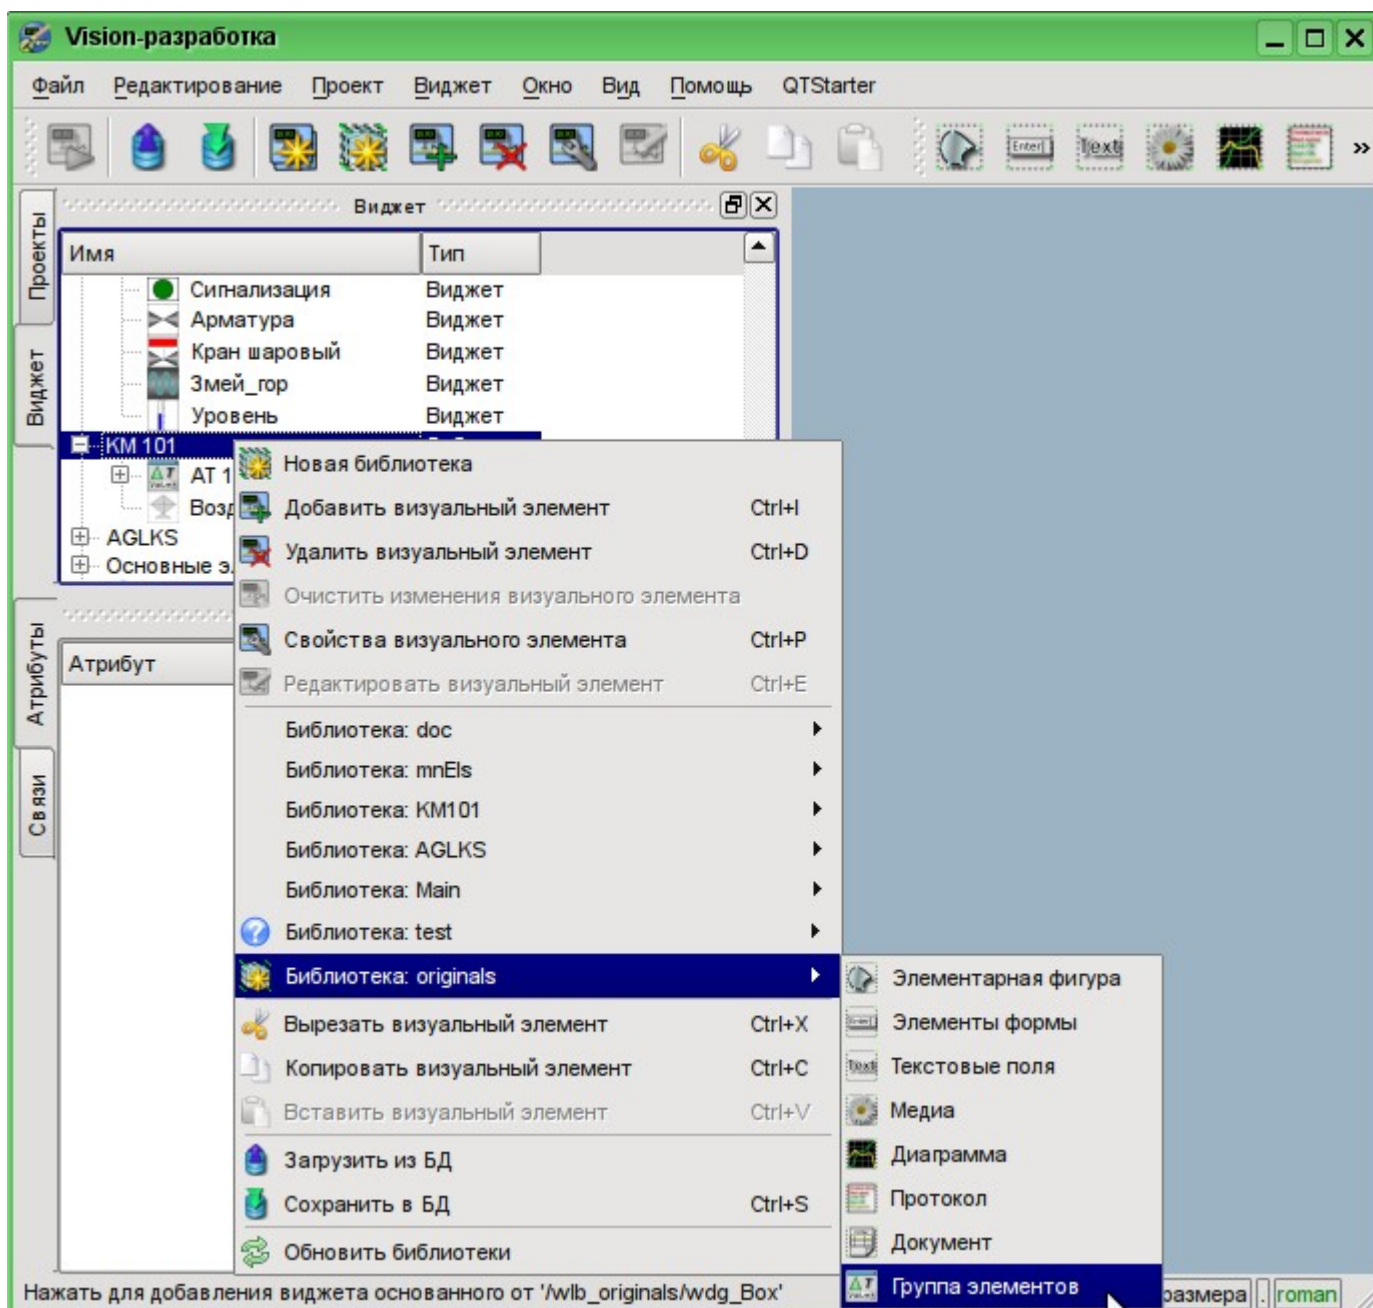 Vision-разработка
Файл Редактирование Проект Виджет Окно Вид Помощь QTStarter
Enter Text
Проекты
Виджет
Виджет
Имя Тип
Сигнализация Виджет
Арматура Виджет
Кран шаровый Виджет
Змей_гор Виджет
Уровень Виджет
КМ 101
АТ 1
Возд
AGLKS
Основные э
Атрибуты
Связи
Атрибут
Новая библиотека
Добавить визуальный элемент Ctrl+I
Удалить визуальный элемент Ctrl+D
Очистить изменения визуального элемента
Свойства визуального элемента Ctrl+P
Редактировать визуальный элемент Ctrl+E
Библиотека: doc
Библиотека: mnEls
Библиотека: KM101
Библиотека: AGLKS
Библиотека: Main
Библиотека: test
Библиотека: originals
Вырезать визуальный элемент Ctrl+X
Копировать визуальный элемент Ctrl+C
Вставить визуальный элемент Ctrl+V
Загрузить из БД
Сохранить в БД Ctrl+S
Обновить библиотеки
Элементарная фигура
Элементы формы
Текстовые поля
Медиа
Диаграмма
Протокол
Документ
Группа элементов
Нажать для добавления виджета основанного от '/wlb_originals/wdg_Box' размера . roman